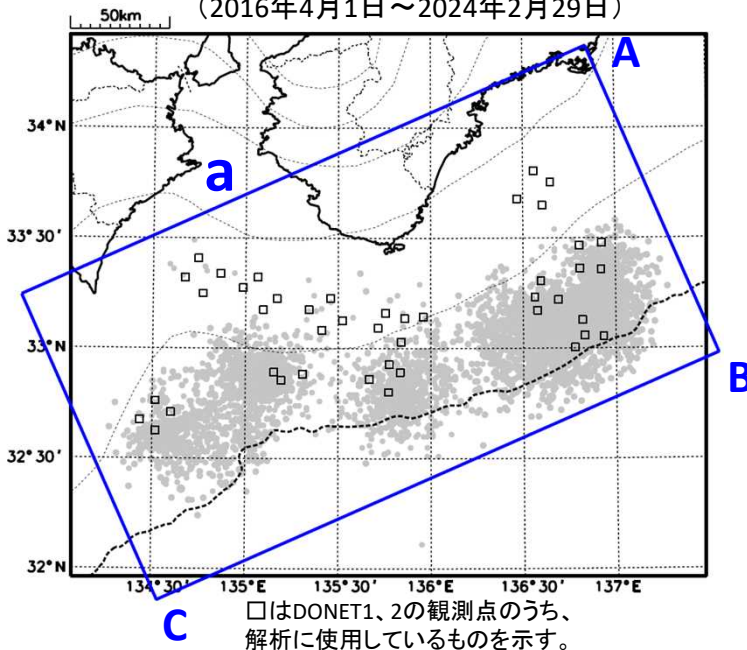 (2016年4月1日～2024年2月29日)
50km
A
34°N
a
33°30′
33°N
B
32°30′
32°N
134°30′ 135°E 135°30′ 136°E 136°30′ 137°E
C
□はDONET1、2の観測点のうち、
解析に使用しているものを示す。